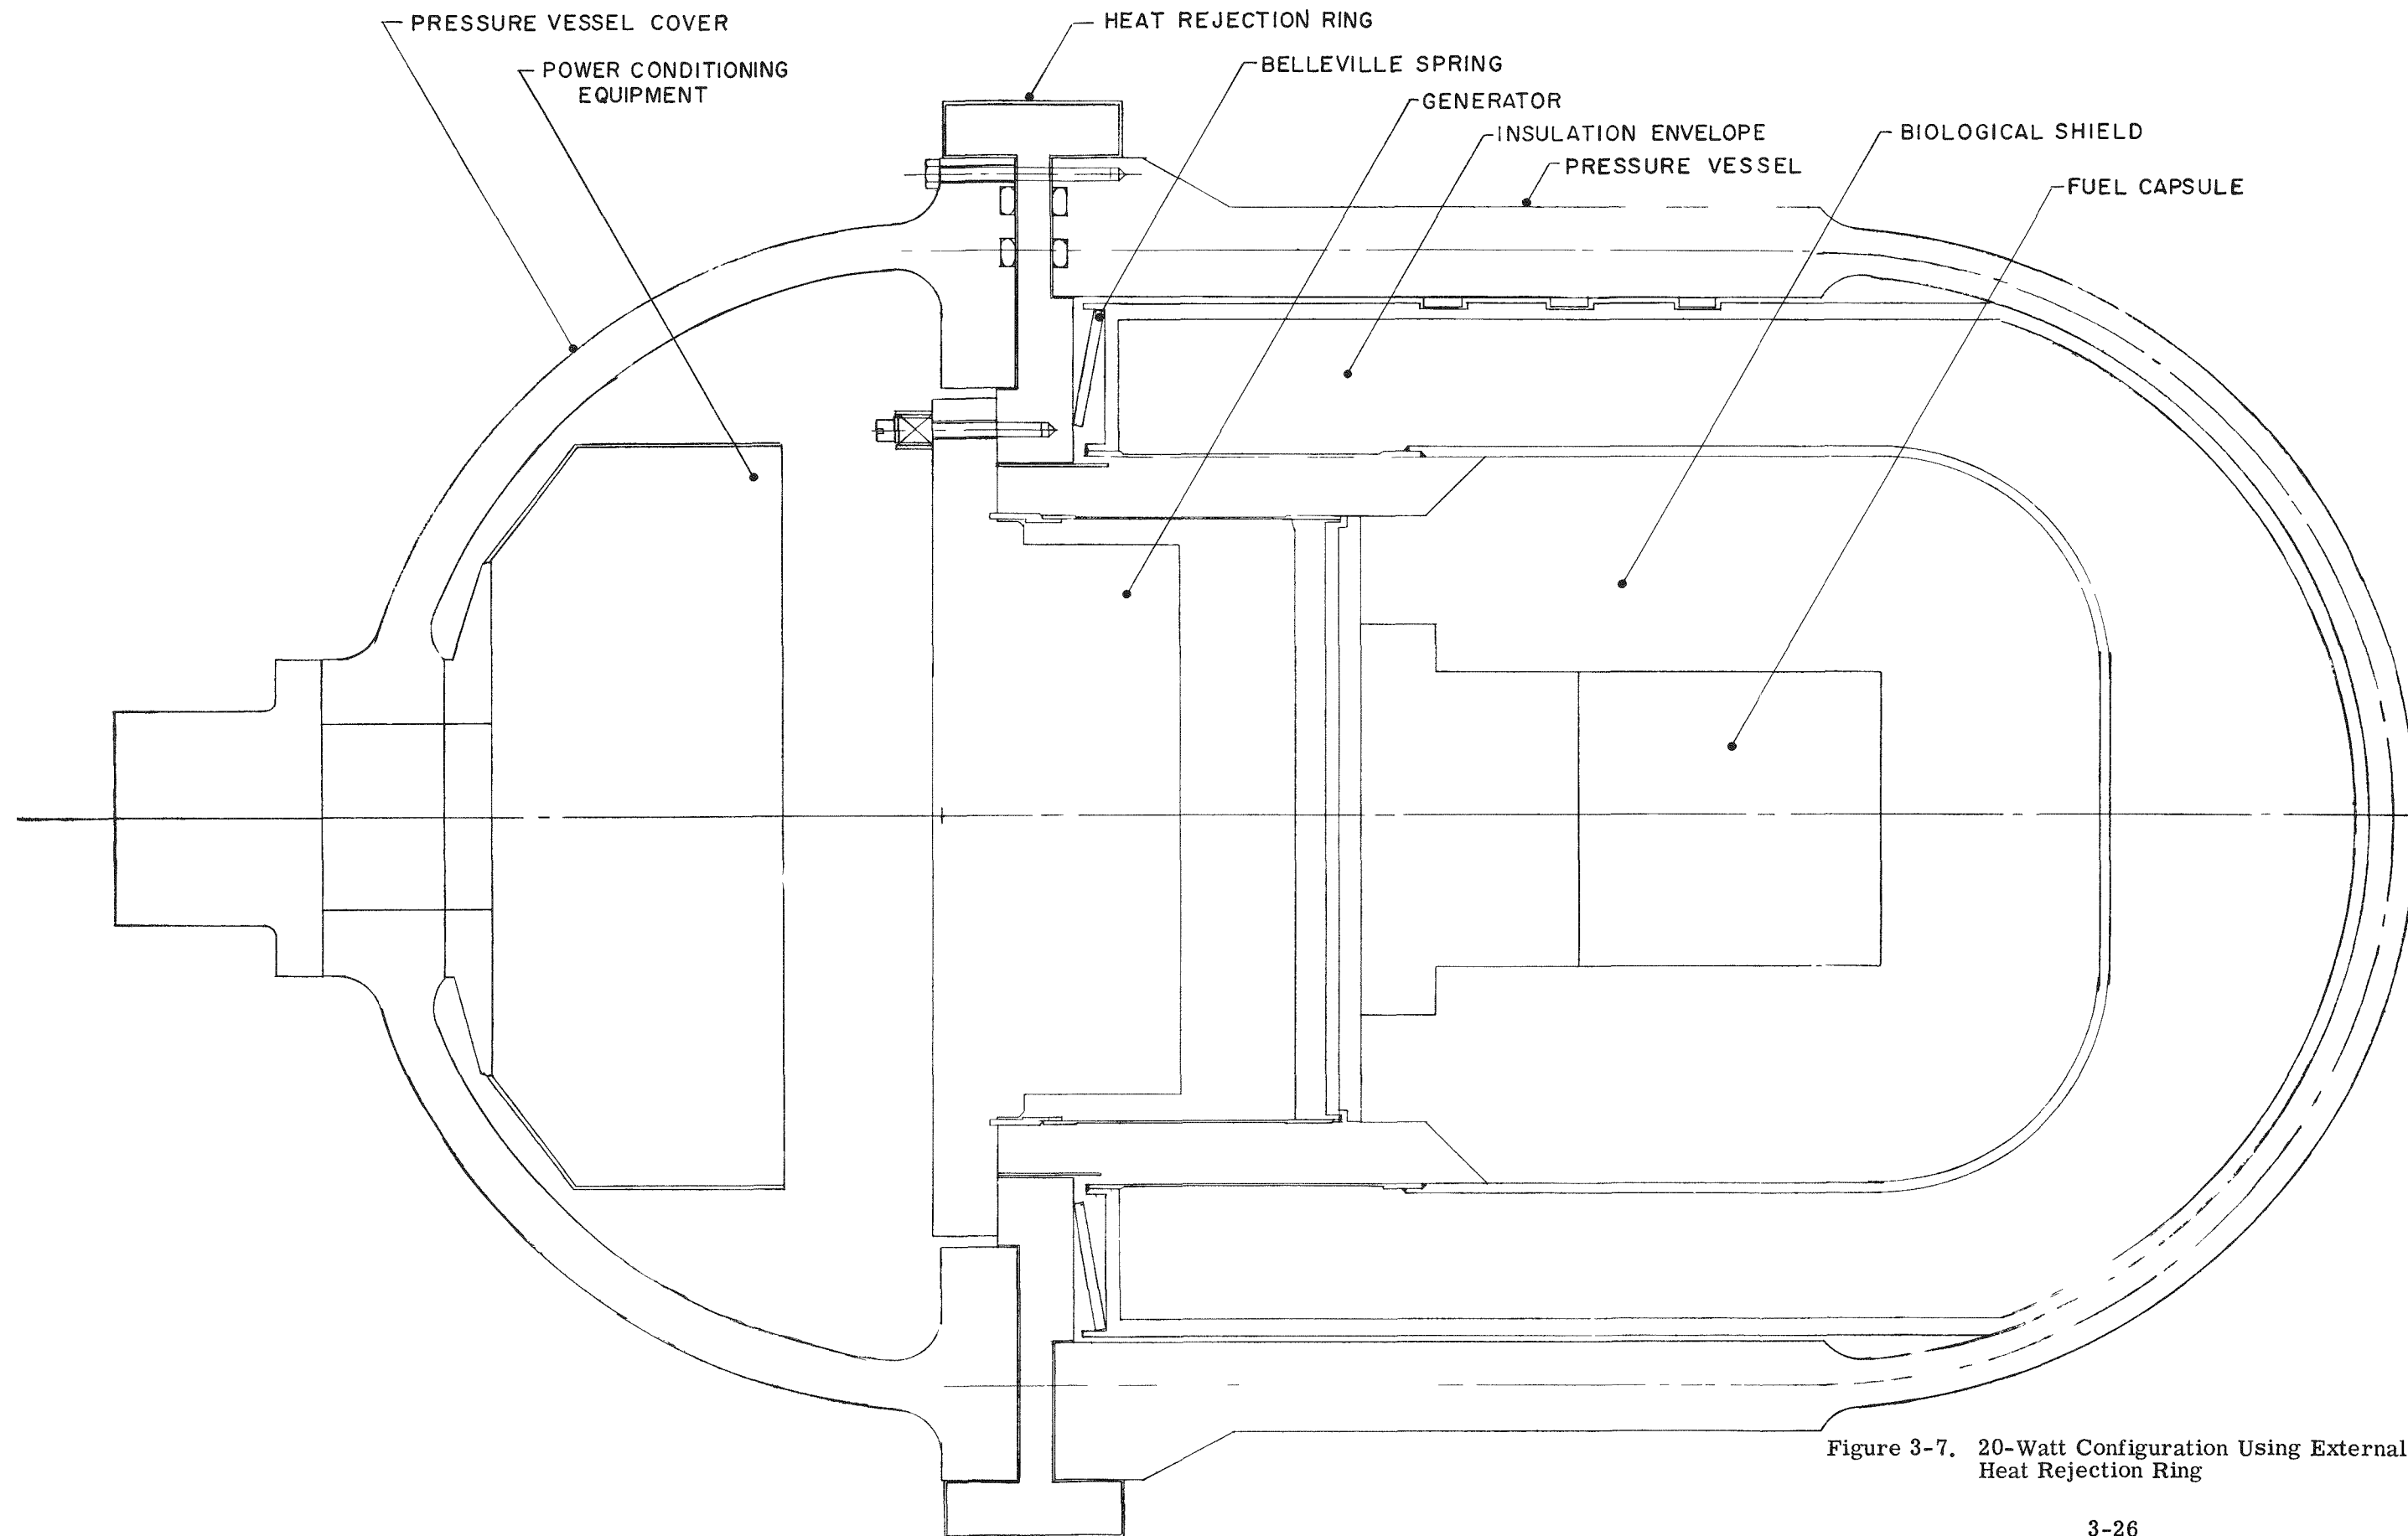 PRESSURE VESSEL COVER
HEAT REJECTION RING
POWER CONDITIONING
EQUIPMENT
BELLEVILLE SPRING
GENERATOR
INSULATION ENVELOPE
BIOLOGICAL SHIELD
PRESSURE VESSEL
FUEL CAPSULE
Figure 3-7. 20-Watt Configuration Using External
Heat Rejection Ring
3-26